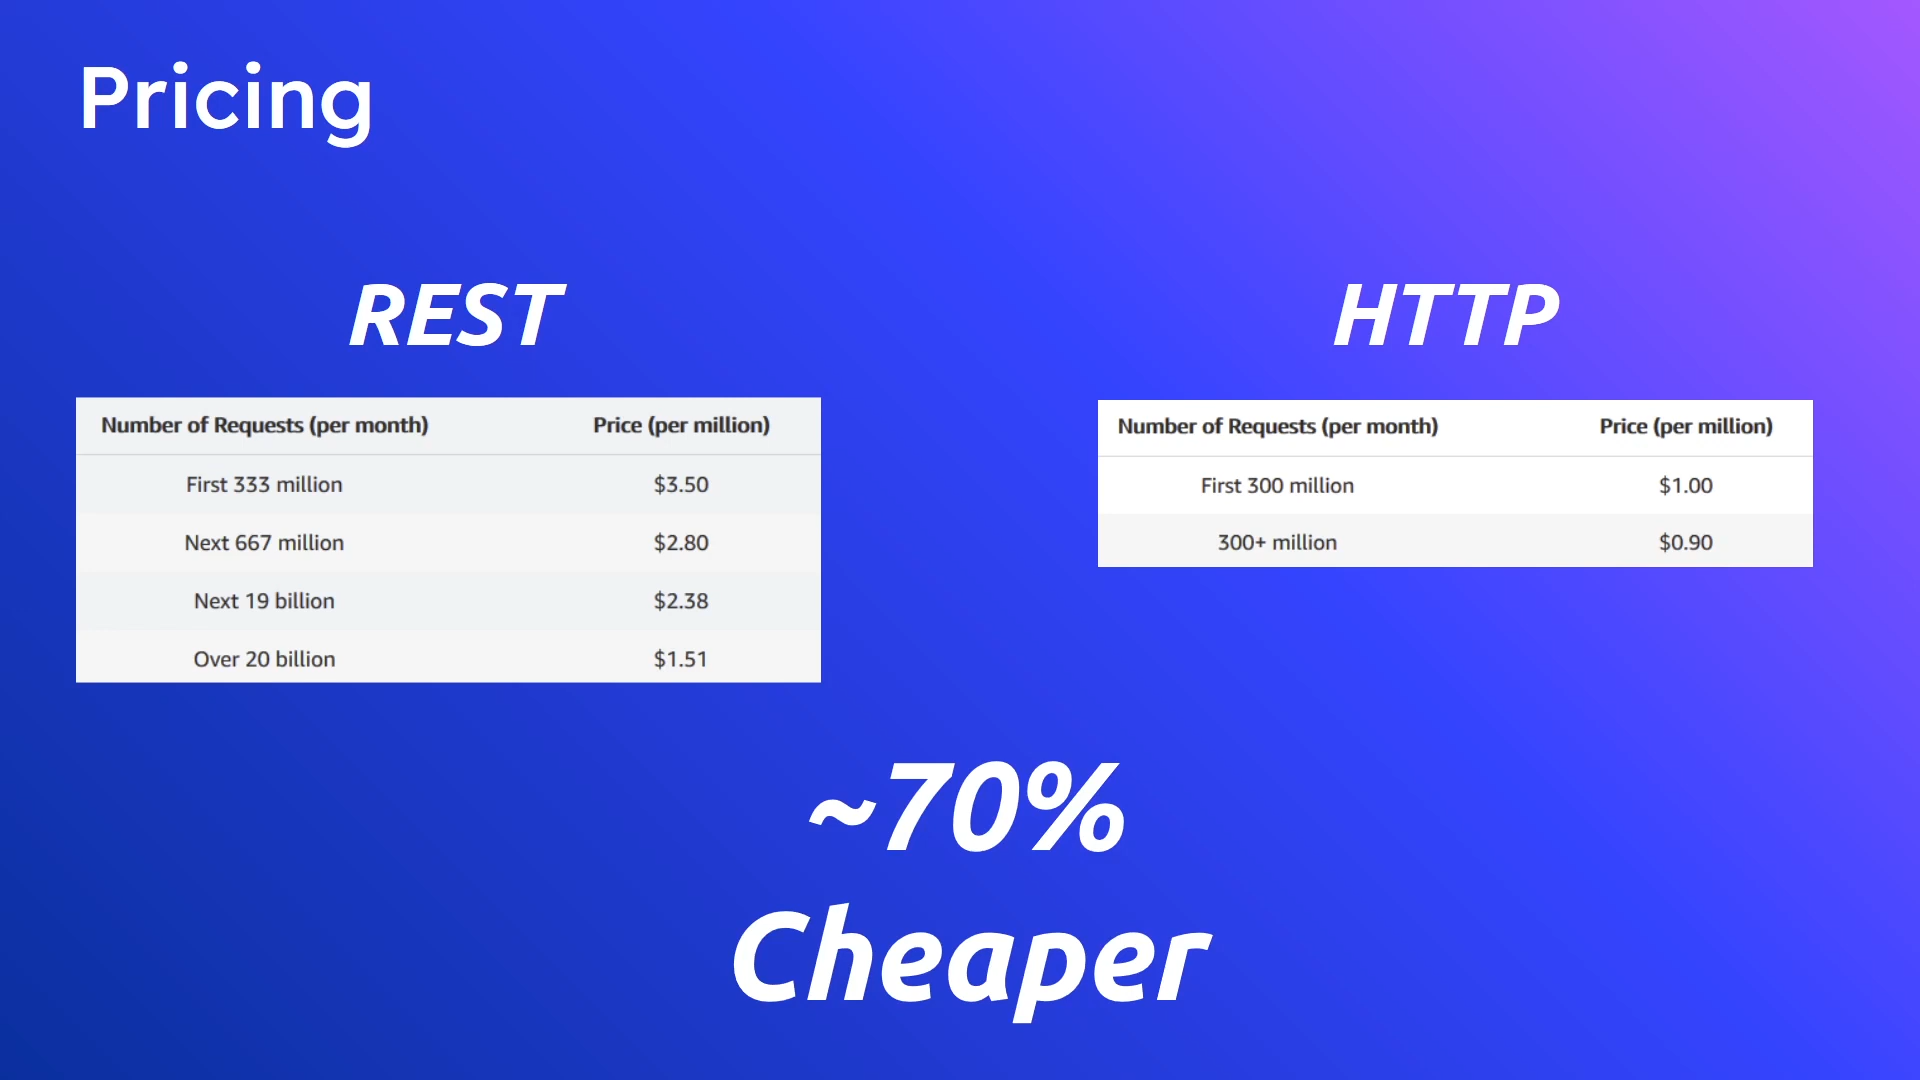 Pricing
REST
Number of Requests (per month) Price (per million)
First 333 million $3.50
Next 667 million $2.80
Next 19 billion $2.38
Over 20 billion $1.51
HTTP
Number of Requests (per month) Price (per million)
First 300 million $1.00
300+ million $0.90
~70%
Cheaper